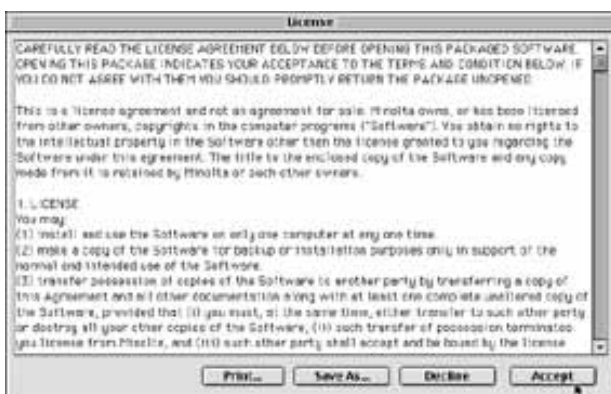 License
CAREFULLY READ THE LICENSE AGREEMENT BELOW BEFORE OPENING THIS PACKAGED SOFTWARE.
OPENING THIS PACKAGE INDICATES YOUR ACCEPTANCE TO THE TERMS AND CONDITION BELOW. IF
YOU DO NOT AGREE WITH THEM YOU SHOULD PROMPTLY RETURN THE PACKAGE UNOPENED.
This is a license agreement and not an agreement for sale. Minolta owns, or has been licensed
from other owners, copyrights in the computer programs ("Software"). You obtain no rights to
the intellectual property in the Software other than the license granted to you regarding the
Software under this agreement. The title to the enclosed copy of the Software and any copy
made from it is retained by Minolta or such other owners.
1. LICENSE
You may:
(1) install and use the Software on only one computer at any one time.
(2) make a copy of the Software for backup or installation purposes only in support of the
normal and intended use of the Software.
(3) transfer possession of copies of the Software to another party by transferring a copy of
this Agreement and all other documentation along with at least one complete unaltered copy of
the Software, provided that (i) you must, at the same time, either transfer to such other party
or destroy all your other copies of the Software, (ii) such transfer of possession terminates
you license from Minolta, and (iii) such other party shall accept and be bound by the license
Print...
Save As...
Decline
Accept